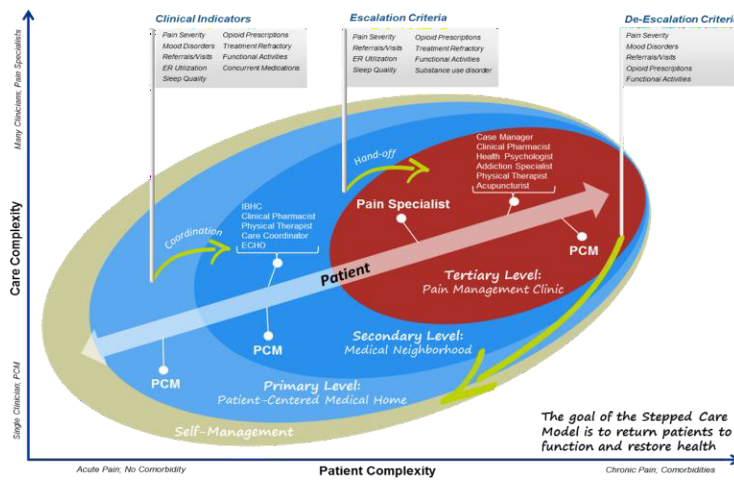 Clinical Indicators
Pain Severity
Mood Disorders
Referrals/Visits
ER Utilization
Sleep Quality
Opioid Prescriptions
Treatment Refractory
Functional Activities
Concurrent Medications
Escalation Criteria
Pain Severity
Referrals/Visits
ER Utilization
Sleep Quality
Opioid Prescriptions
Treatment Refractory
Functional Activities
Substance use disorder
De-Escalation Criteria
Pain Severity
Mood Disorders
Referrals/Visits
Opioid Prescriptions
Functional Activities
Many Clinicians; Pain Specialists
Care Complexity
Single Clinician; PCM
Hand-off
Case Manager
Clinical Pharmacist
Health Psychologist
Addiction Specialist
Physical Therapist
Acupuncturist
Pain Specialist
PCM
Tertiary Level:
Pain Management Clinic
Coordination
IBHC
Clinical Pharmacist
Physical Therapist
Care Coordinator
ECHO
Patient
PCM
Secondary Level:
Medical Neighborhood
PCM
Primary Level:
Patient-Centered Medical Home
Self-Management
The goal of the Stepped Care
Model is to return patients to
function and restore health
Acute Pain; No Comorbidity
Patient Complexity
Chronic Pain; Comorbidities